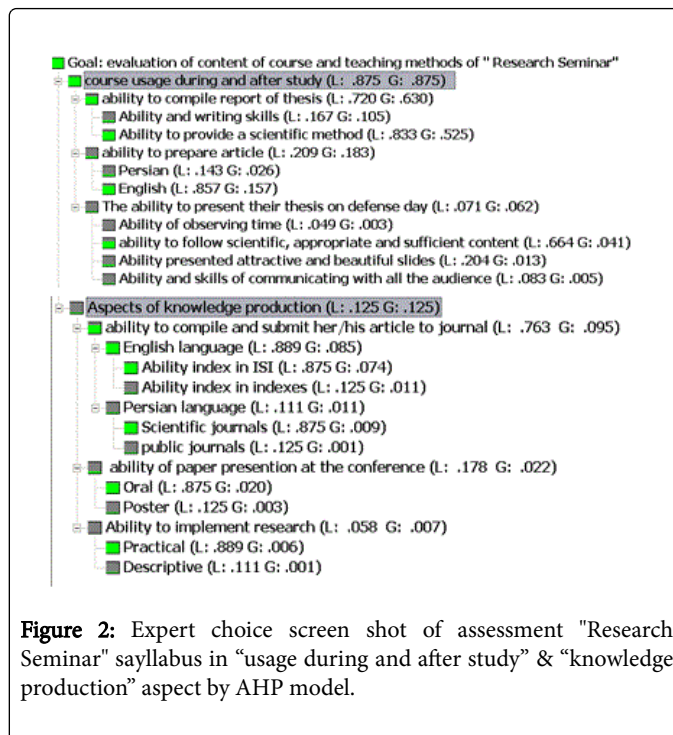 Goal: evaluation of content of course and teaching methods of " Research Seminar"
course usage during and after study (L: .875 G: .875)
ability to compile report of thesis (L: .720 G: .630)
Ability and writing skills (L: .167 G: .105)
Ability to provide a scientific method (L: .833 G: .525)
ability to prepare article (L: .209 G: .183)
Persian (L: .143 G: .026)
English (L: .857 G: .157)
The ability to present their thesis on defense day (L: .071 G: .062)
Ability of observing time (L: .049 G: .003)
ability to follow scientific, appropriate and sufficient content (L: .664 G: .041)
Ability presented attractive and beautiful slides (L: .204 G: .013)
Ability and skills of communicating with all the audience (L: .083 G: .005)
Aspects of knowledge production (L: .125 G: .125)
ability to compile and submit her/his article to journal (L: .763 G: .095)
English language (L: .889 G: .085)
Ability index in ISI (L: .875 G: .074)
Ability index in indexes (L: .125 G: .011)
Persian language (L: .111 G: .011)
Scientific journals (L: .875 G: .009)
public journals (L: .125 G: .001)
ability of paper presention at the conference (L: .178 G: .022)
Oral (L: .875 G: .020)
Poster (L: .125 G: .003)
Ability to implement research (L: .058 G: .007)
Practical (L: .889 G: .006)
Descriptive (L: .111 G: .001)
Figure 2: Expert choice screen shot of assessment "Research
Seminar" sayllabus in “usage during and after study” & “knowledge
production” aspect by AHP model.